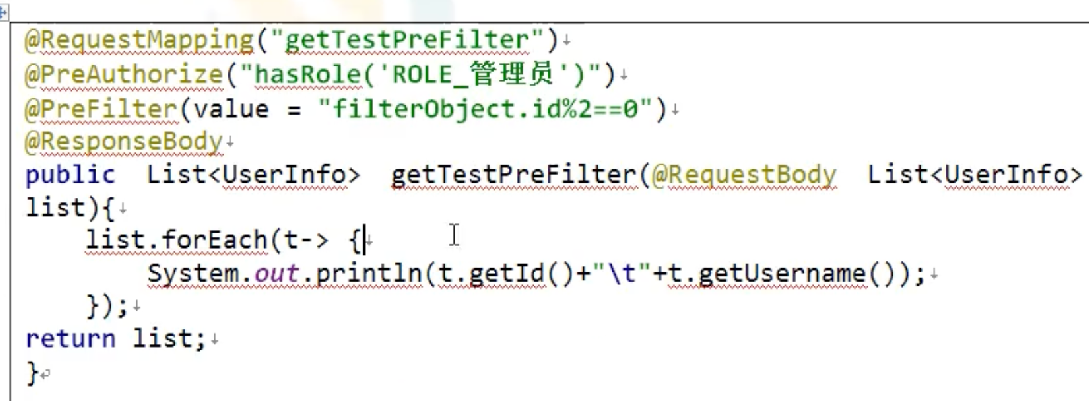 @RequestMapping("getTestPreFilter")
@PreAuthorize("hasRole('ROLE_管理员')")
@PreFilter(value = "filterObject.id%2==0")
@ResponseBody
public  List<UserInfo>  getTestPreFilter(@RequestBody  List<UserInfo>
list){
    list.forEach(t-> {
        System.out.println(t.getId()+"\t"+t.getUsername());
    });
return list;
}